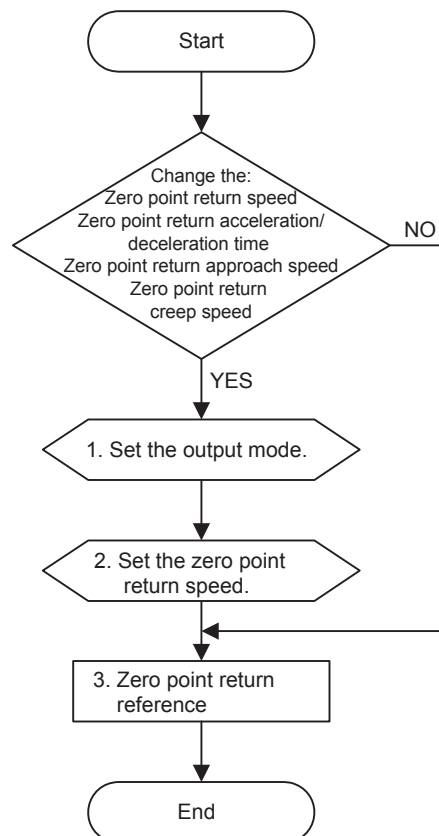 Start
Change the:
Zero point return speed
Zero point return acceleration/
deceleration time
Zero point return approach speed
Zero point return
creep speed
NO
YES
1. Set the output mode.
2. Set the zero point
return speed.
3. Zero point return
reference
End